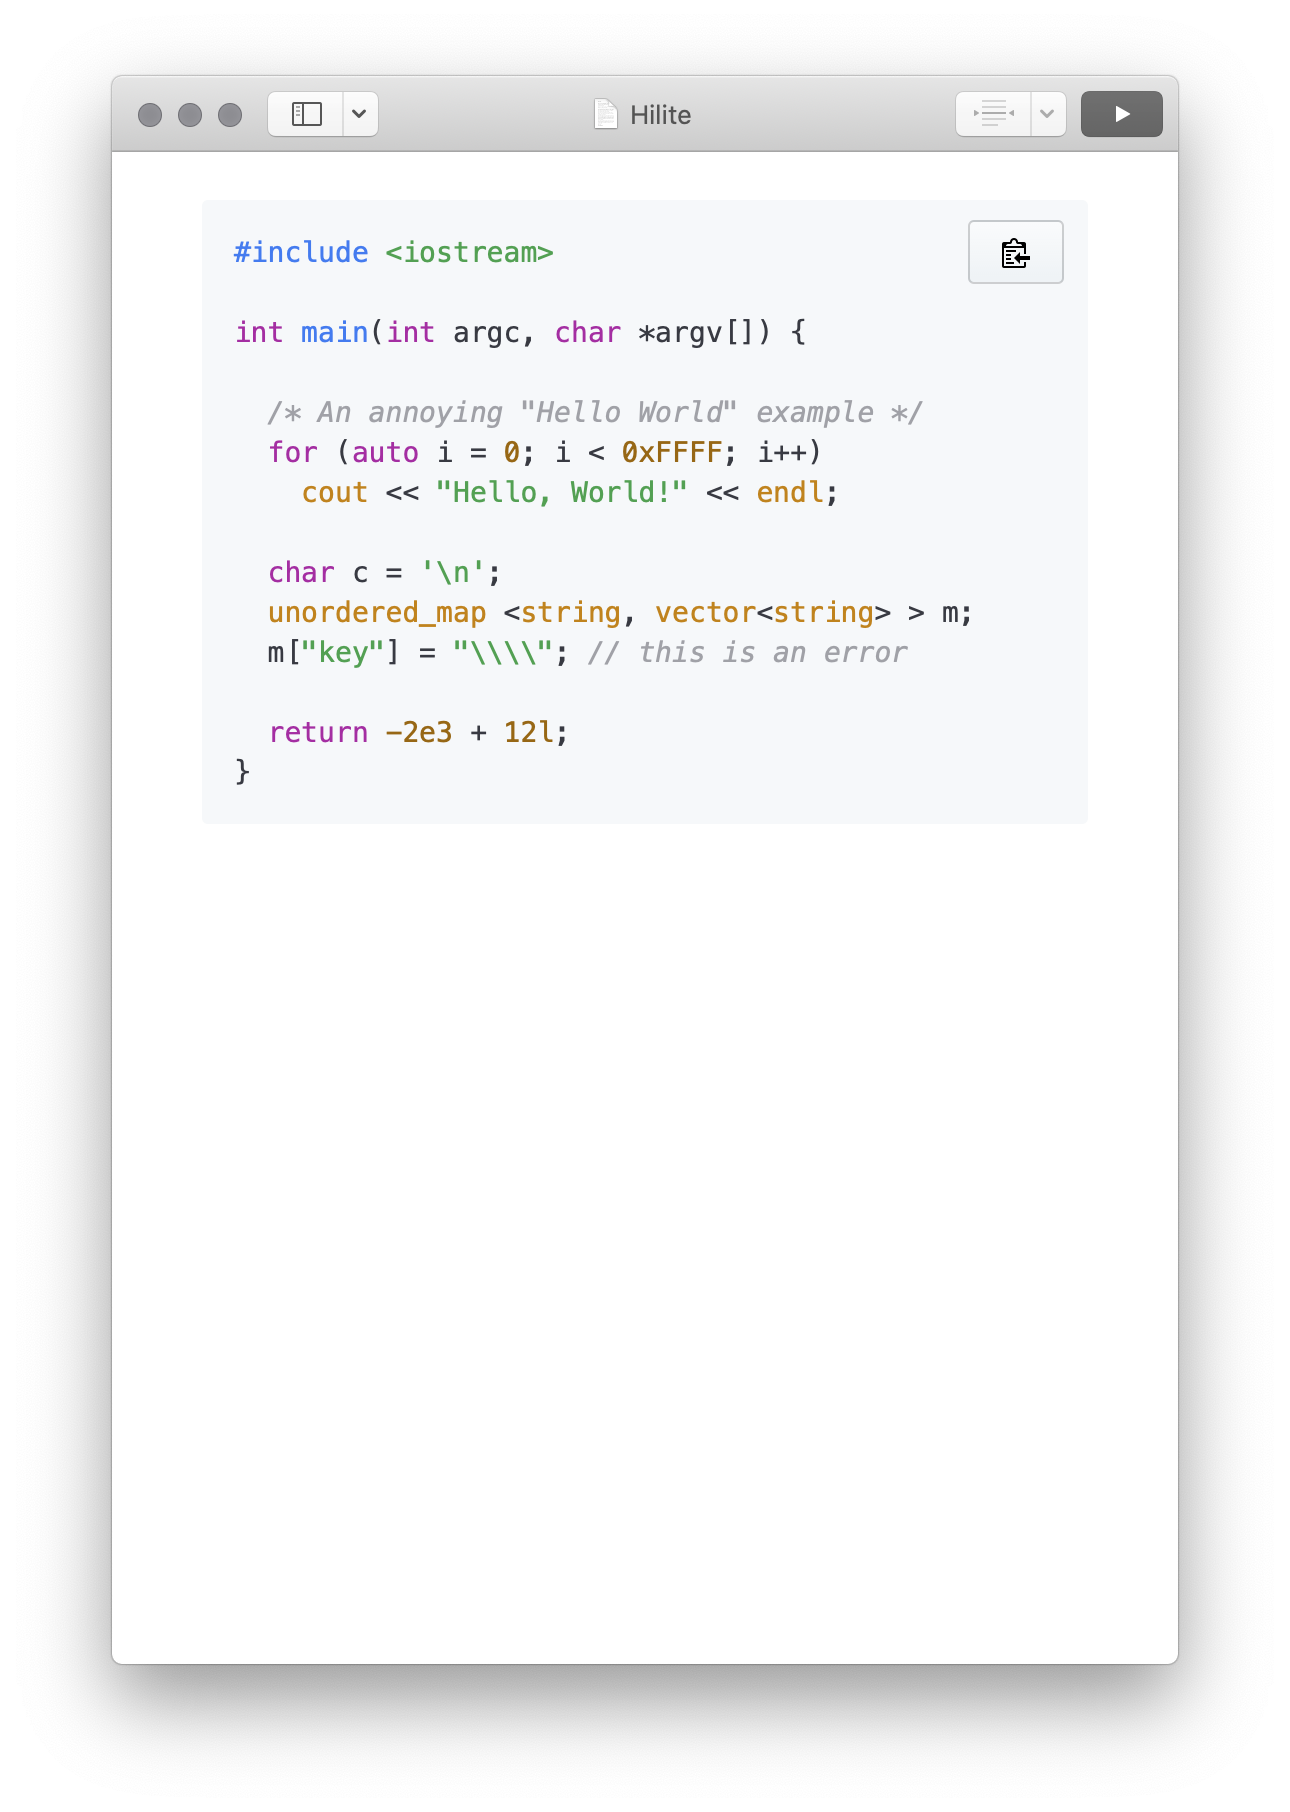 Hilite
#include <iostream>
int main(int argc, char *argv[]) {
/* An annoying "Hello World" example */
for (auto i = 0; i < 0xFFFF; i++)
cout << "Hello, World!" << endl;
char c = '\n';
unordered_map <string, vector<string> > m;
m["key"] = "\\\\"; // this is an error
return -2e3 + 12l;
}